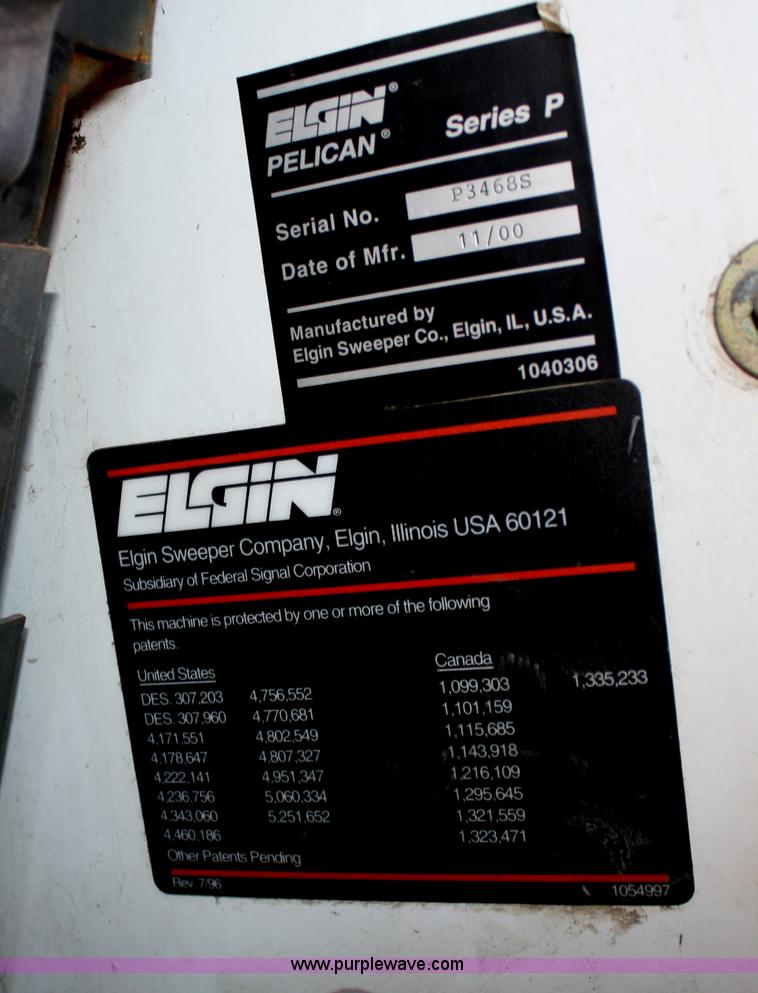 ELGIN®
PELICAN® Series P
Serial No. P3468S
Date of Mfr. 11/00
Manufactured by
Elgin Sweeper Co., Elgin, IL, U.S.A.
1040306
ELGIN®
Elgin Sweeper Company, Elgin, Illinois USA 60121
Subsidiary of Federal Signal Corporation
This machine is protected by one or more of the following
patents.
United States Canada
DES. 307,203 4,756,552 1,099,303 1,335,233
DES. 307,960 4,770,681 1,101,159
4,171,551 4,802,549 1,115,685
4,178,647 4,807,327 1,143,918
4,222,141 4,951,347 1,216,109
4,236,756 5,060,334 1,295,645
4,343,060 5,251,652 1,321,559
4,460,186 1,323,471
Other Patents Pending
Rev. 7/96 1054997
www.purplewave.com